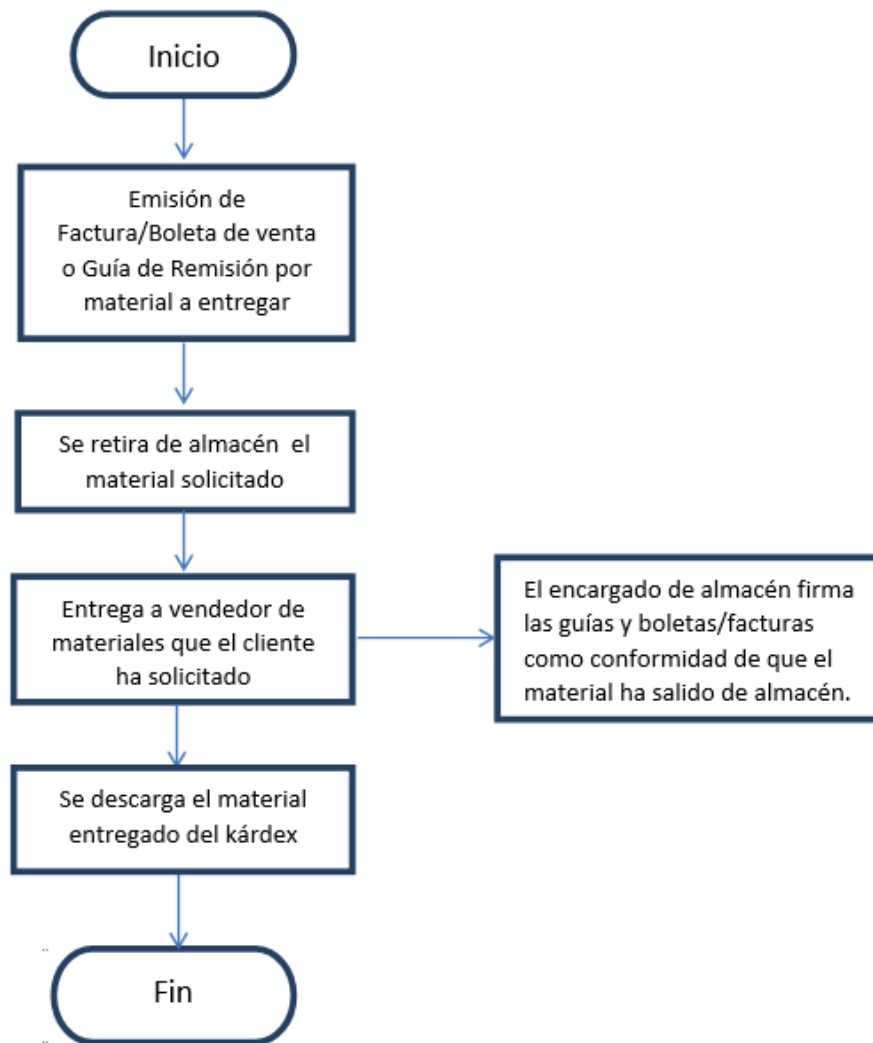 Inicio
Emisión de
Factura/Boleta de venta
o Guía de Remisión por
material a entregar
Se retira de almacén el
material solicitado
Entrega a vendedor de
materiales que el cliente
ha solicitado
El encargado de almacén firma
las guías y boletas/facturas
como conformidad de que el
material ha salido de almacén.
Se descarga el material
entregado del kárdex
Fin